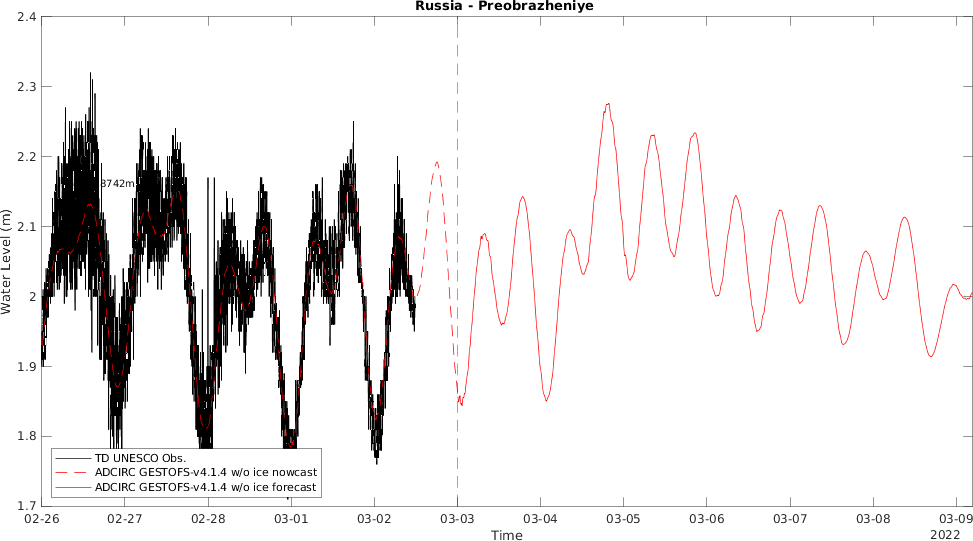 Russia - Preobrazheniye
2.4
2.3
2.2
2.1
2
1.9
1.8
1.7
Water Level (m)
8742m
TD UNESCO Obs.
ADCIRC GESTOFS-v4.1.4 w/o ice nowcast
ADCIRC GESTOFS-v4.1.4 w/o ice forecast
02-26 02-27 02-28 03-01 03-02 03-03 03-04 03-05 03-06 03-07 03-08 03-09
Time
2022